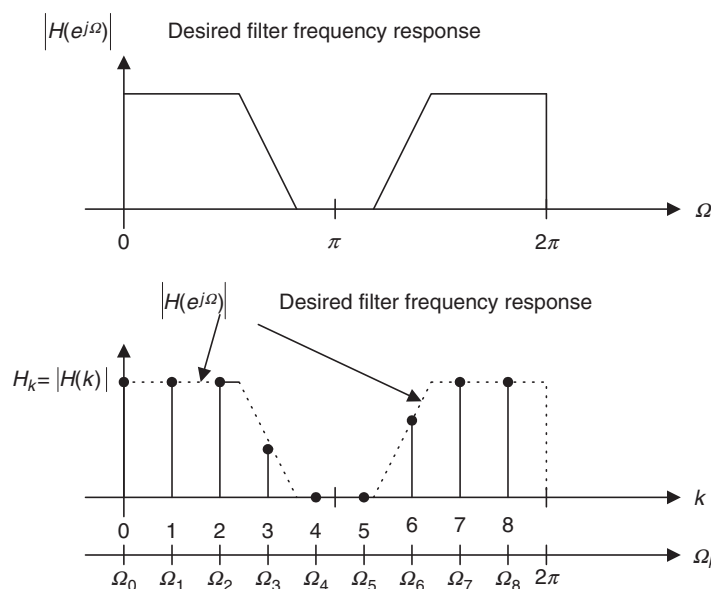 |H(e^{jΩ})| Desired filter frequency response
Ω
0 π 2π
|H(e^{jΩ})| Desired filter frequency response
H_k = |H(k)|
k
0 1 2 3 4 5 6 7 8
Ω_0 Ω_1 Ω_2 Ω_3 Ω_4 Ω_5 Ω_6 Ω_7 Ω_8 2π